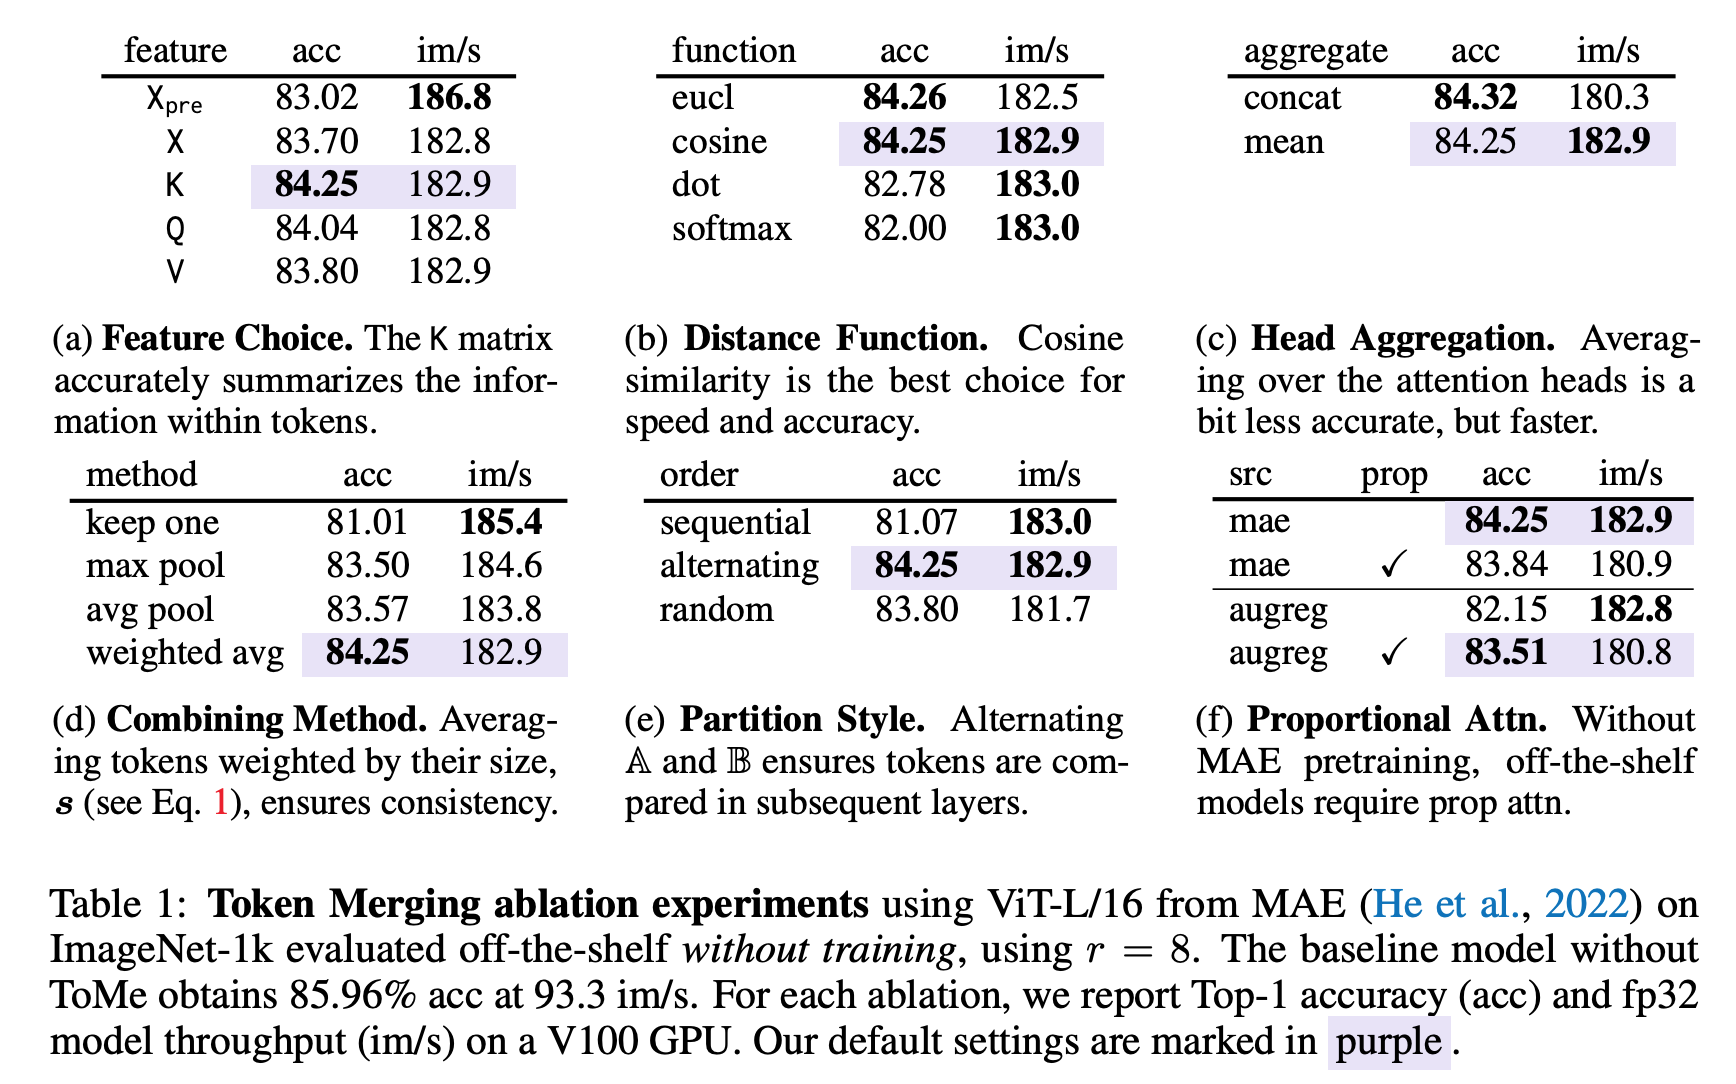 feature acc im/s
X_pre 83.02 186.8
X 83.70 182.8
K 84.25 182.9
Q 84.04 182.8
V 83.80 182.9
(a) Feature Choice. The K matrix
accurately summarizes the infor-
mation within tokens.
function acc im/s
eucl 84.26 182.5
cosine 84.25 182.9
dot 82.78 183.0
softmax 82.00 183.0
(b) Distance Function. Cosine
similarity is the best choice for
speed and accuracy.
aggregate acc im/s
concat 84.32 180.3
mean 84.25 182.9
(c) Head Aggregation. Averag-
ing over the attention heads is a
bit less accurate, but faster.
method acc im/s
keep one 81.01 185.4
max pool 83.50 184.6
avg pool 83.57 183.8
weighted avg 84.25 182.9
(d) Combining Method. Averag-
ing tokens weighted by their size,
s (see Eq. 1), ensures consistency.
order acc im/s
sequential 81.07 183.0
alternating 84.25 182.9
random 83.80 181.7
(e) Partition Style. Alternating
𝔸 and 𝔹 ensures tokens are com-
pared in subsequent layers.
src prop acc im/s
mae 84.25 182.9
mae ✓ 83.84 180.9
augreg 82.15 182.8
augreg ✓ 83.51 180.8
(f) Proportional Attn. Without
MAE pretraining, off-the-shelf
models require prop attn.
Table 1: Token Merging ablation experiments using ViT-L/16 from MAE (He et al., 2022) on
ImageNet-1k evaluated off-the-shelf without training, using r = 8. The baseline model without
ToMe obtains 85.96% acc at 93.3 im/s. For each ablation, we report Top-1 accuracy (acc) and fp32
model throughput (im/s) on a V100 GPU. Our default settings are marked in purple.